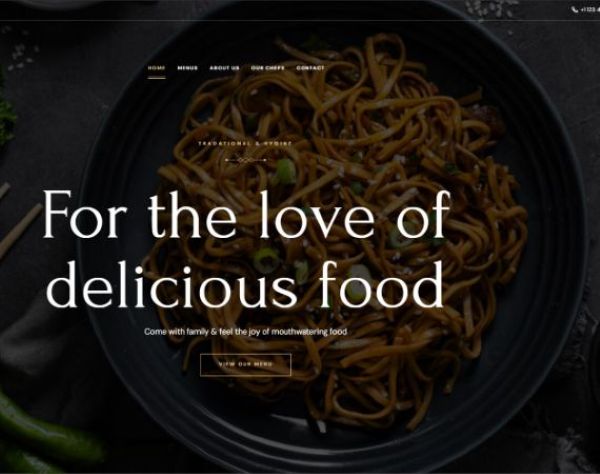 +1 123
HOME MENUS ABOUT US OUR CHEFS CONTACT
TRADATIONAL & HYGINE
For the love of
delicious food
Come with family & feel the joy of mouthwatering food
VIEW OUR MENU